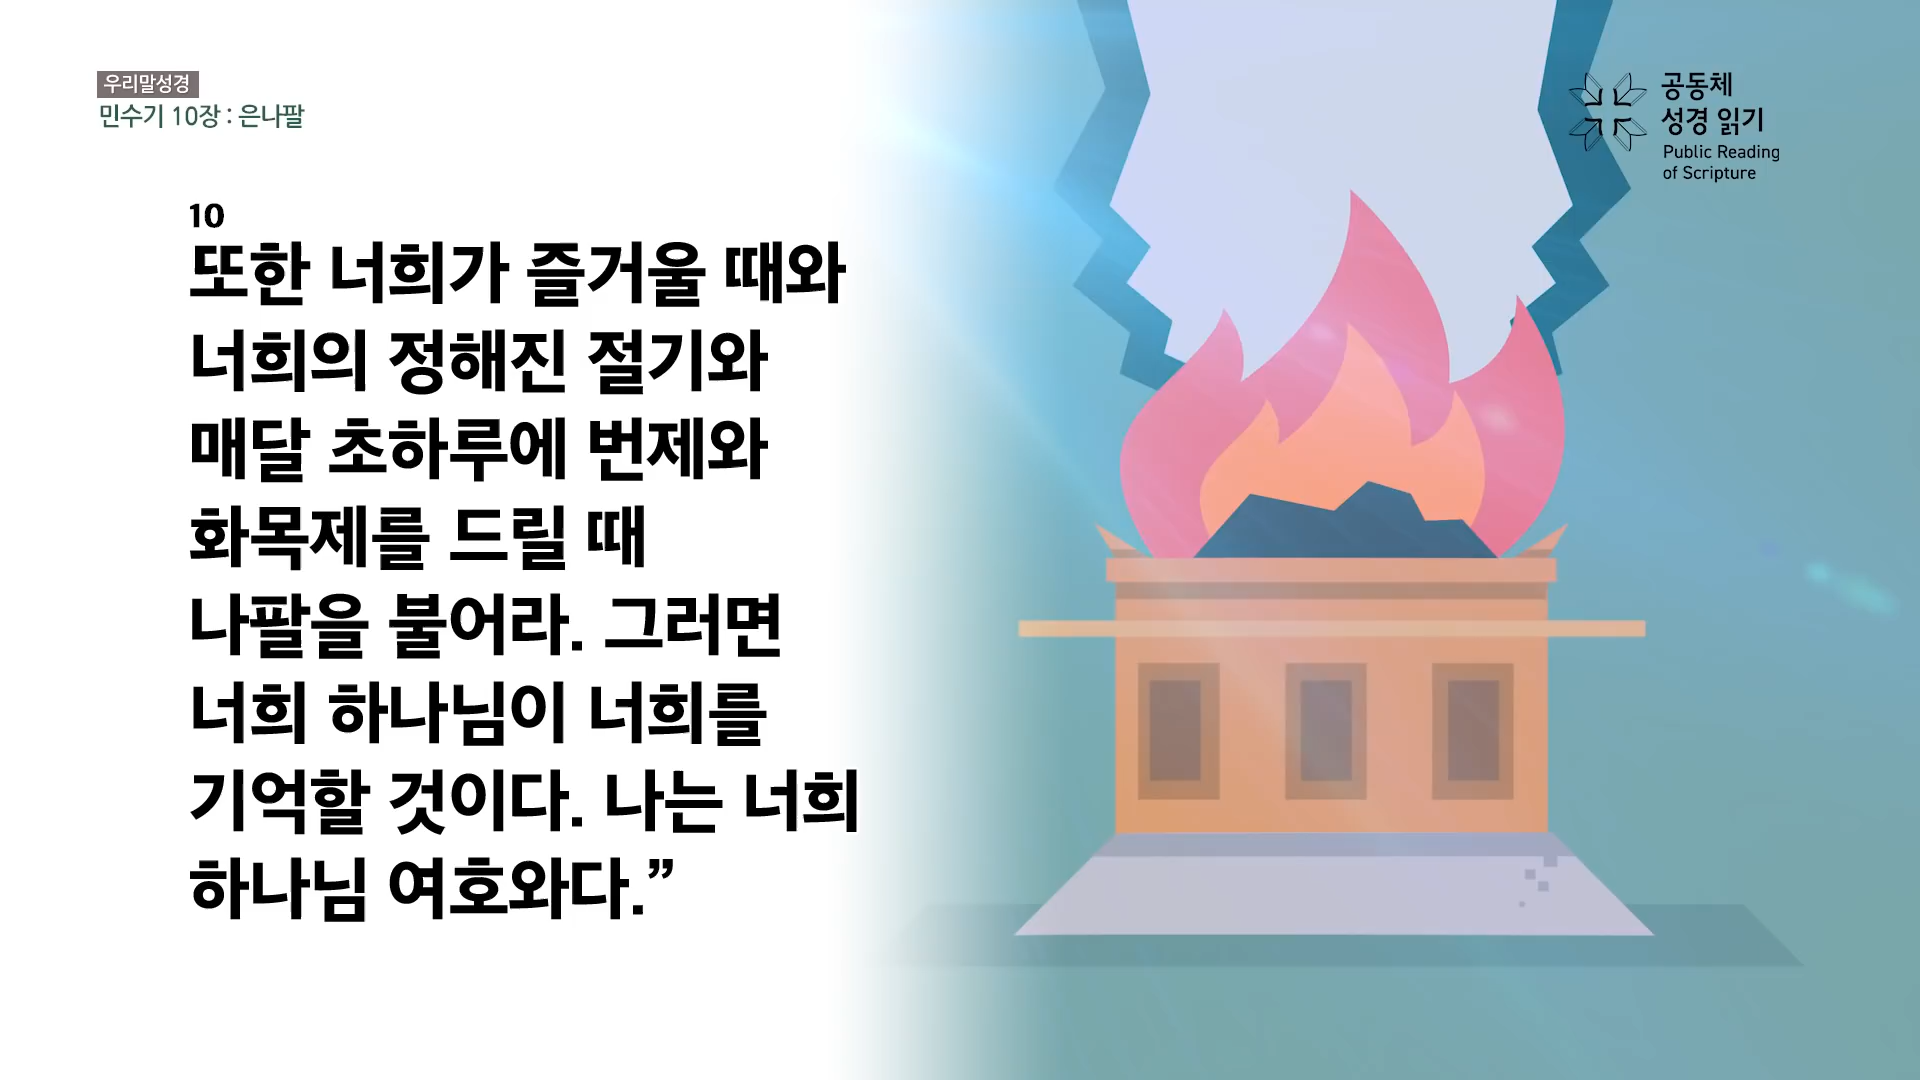 우리말성경
민수기 10장 : 은나팔
공동체
성경 읽기
Public Reading
of Scripture
10
또한 너희가 즐거울 때와
너희의 정해진 절기와
매달 초하루에 번제와
화목제를 드릴 때
나팔을 불어라. 그러면
너희 하나님이 너희를
기억할 것이다. 나는 너희
하나님 여호와다.”